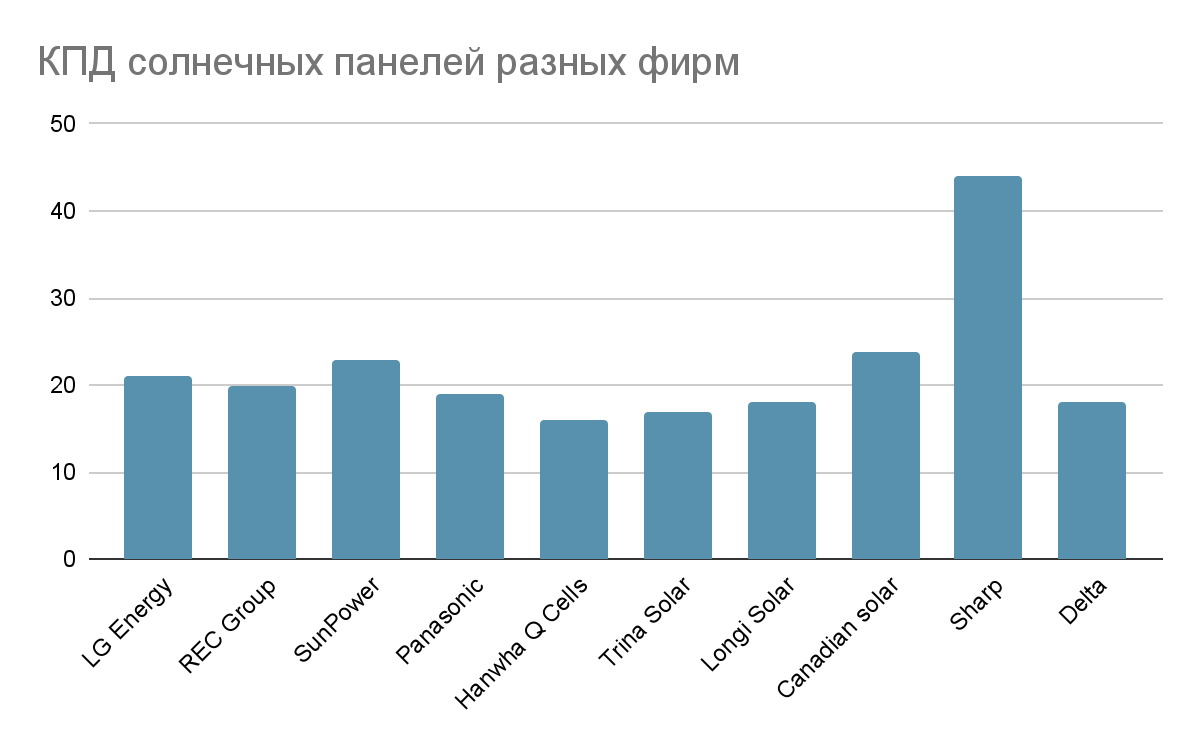 КПД солнечных панелей разных фирм
50
40
30
20
10
0
LG Energy
REC Group
SunPower
Panasonic
Hanwha Q Cells
Trina Solar
Longi Solar
Canadian solar
Sharp
Delta